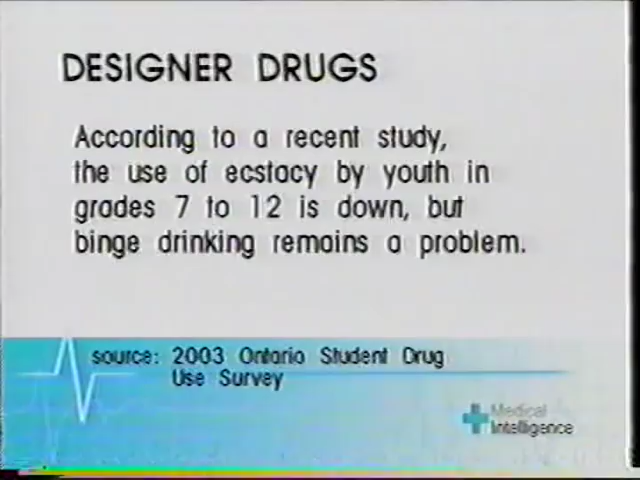 DESIGNER DRUGS
According to a recent study,
the use of ecstacy by youth in
grades 7 to 12 is down, but
binge drinking remains a problem.
source: 2003 Ontario Student Drug
Use Survey
Medical
Intelligence